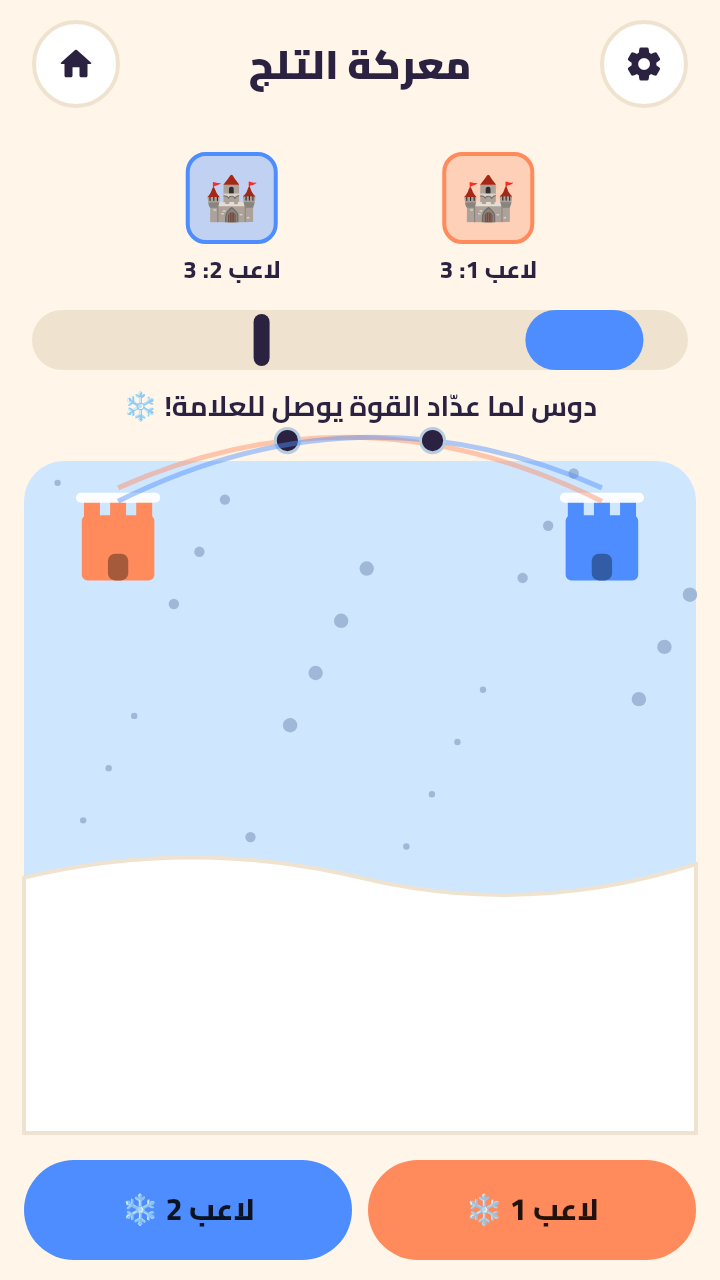 معركة التلج
لاعب 1: 3
لاعب 2: 3
دوس لما عدّاد القوة يوصل للعلامة! ❄️
لاعب 1 ❄️
لاعب 2 ❄️